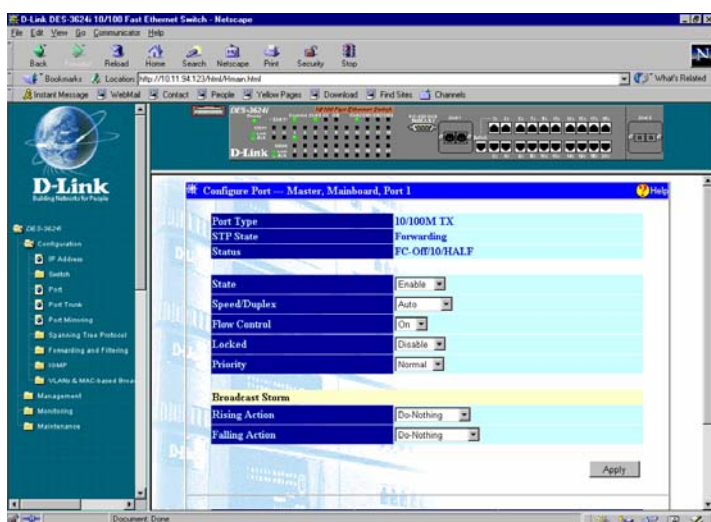 D-Link DES-3624i 10/100 Fast Ethernet Switch - Netscape
File Edit View Go Communicator Help
Back Reload Home Search Netscape Print Security Stop
Bookmarks Location: http://10.11.94.123/html/Hmain.html What's Related
Instant Message WebMail Contact People Yellow Pages Download Find Sites Channels
DES-3624i
D-Link
D-Link
Building Networks for People
DES-3624i
Configuration
IP Address
Switch
Port
Port Trunk
Port Mirroring
Spanning Tree Protocol
Forwarding and Filtering
IGMP
VLANs & MAC-based Broa
Management
Monitoring
Maintenance
Configure Port --- Master, Mainboard, Port 1 Help
Port Type 10/100M TX
STP State Forwarding
Status FC-Off/10/HALF
State Enable
Speed/Duplex Auto
Flow Control On
Locked Disable
Priority Normal
Broadcast Storm
Rising Action Do-Nothing
Falling Action Do-Nothing
Apply
Document: Done